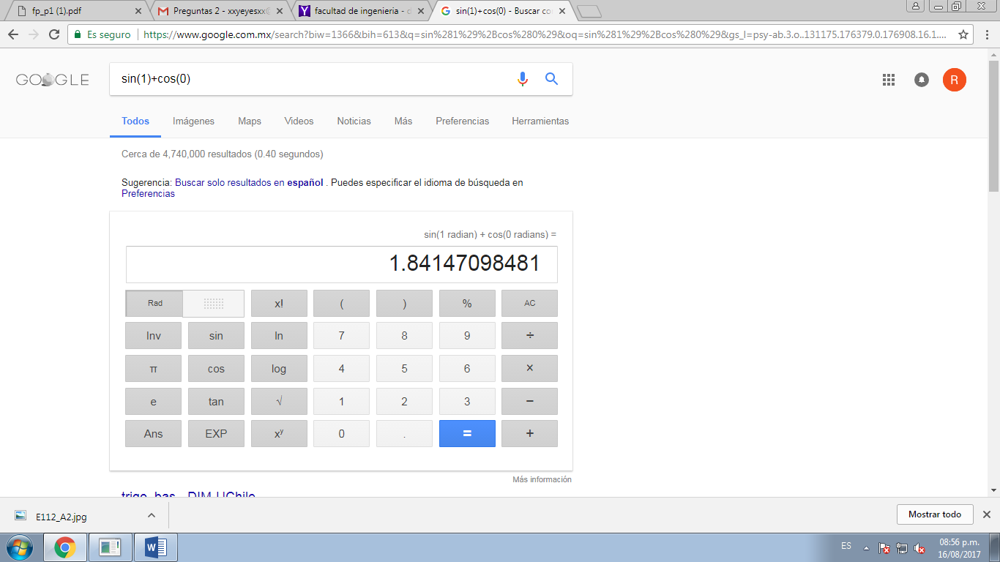 fp_p1 (1).pdf
Preguntas 2 - xxyeyesxx@
facultad de ingenieria - d
sin(1)+cos(0) - Buscar co
Es seguro
https://www.google.com.mx/search?biw=1366&bih=613&q=sin%281%29%2Bcos%280%29&oq=sin%281%29%2Bcos%280%29&gs_l=psy-ab.3.o..131175.176379.0.176908.16.1....
GOOGLE
sin(1)+cos(0)
R
Todos Imágenes Maps Videos Noticias Más Preferencias Herramientas
Cerca de 4,740,000 resultados (0.40 segundos)
Sugerencia: Buscar solo resultados en español . Puedes especificar el idioma de búsqueda en
Preferencias
sin(1 radian) + cos(0 radians) =
1.84147098481
Rad x! ( ) % AC
Inv sin ln 7 8 9 ÷
π cos log 4 5 6 ×
e tan √ 1 2 3 −
Ans EXP xʸ 0 . = +
Más información
trigo_bas - DIM-UChile
E112_A2.jpg
Mostrar todo
ES
08:56 p.m.
16/08/2017